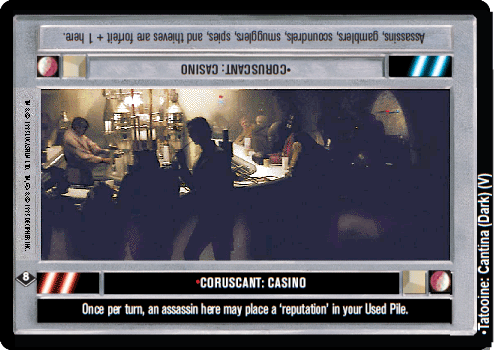 Assassins, gamblers, scoundrels, smugglers, spies, and thieves are forfeit + 1 here.
•CORUSCANT: CASINO
8
•CORUSCANT: CASINO
Once per turn, an assassin here may place a 'reputation' in your Used Pile.
•Tatooine: Cantina (Dark) (V)